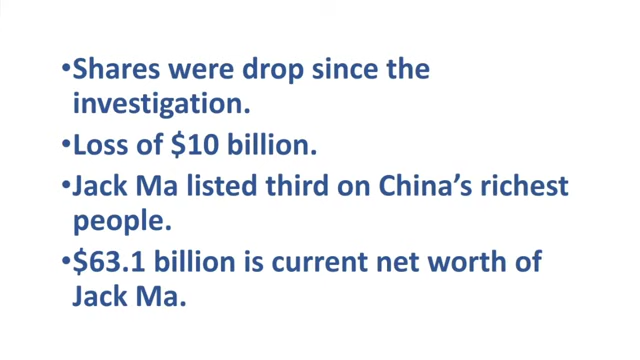 •Shares were drop since the
investigation.
•Loss of $10 billion.
•Jack Ma listed third on China’s richest
people.
•$63.1 billion is current net worth of
Jack Ma.